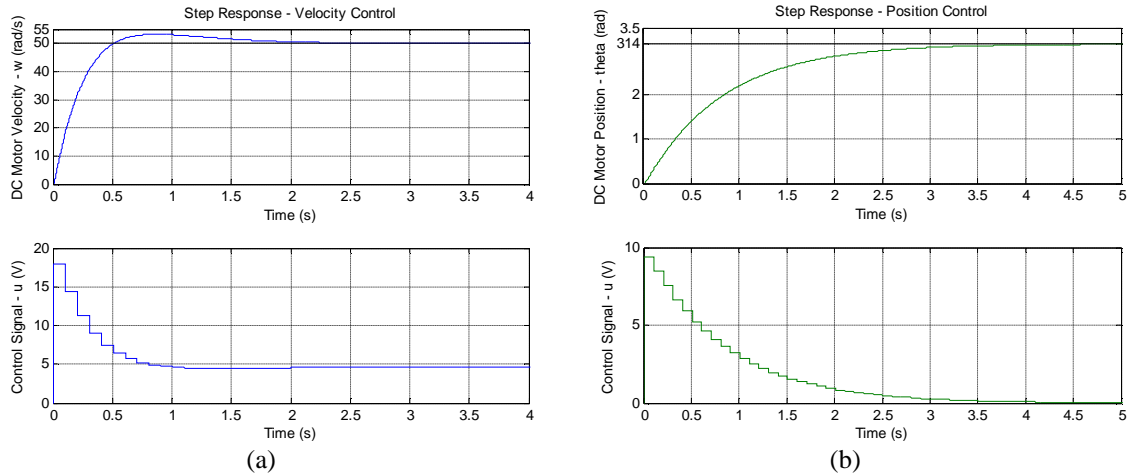 Step Response - Velocity Control
DC Motor Velocity - w (rad/s)
55
50
40
30
20
10
0
0 0.5 1 1.5 2 2.5 3 3.5 4
Time (s)
Control Signal - u (V)
20
15
10
5
0
0 0.5 1 1.5 2 2.5 3 3.5 4
Time (s)
(a)
Step Response - Position Control
DC Motor Position - theta (rad)
3.5
314
2
1
0
0 0.5 1 1.5 2 2.5 3 3.5 4 4.5 5
Time (s)
Control Signal - u (V)
10
5
0
0 0.5 1 1.5 2 2.5 3 3.5 4 4.5 5
Time (s)
(b)